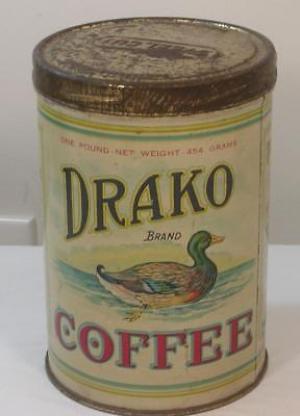 ONE POUND-NET WEIGHT-454 GRAMS
DRAKO
BRAND
COFFEE